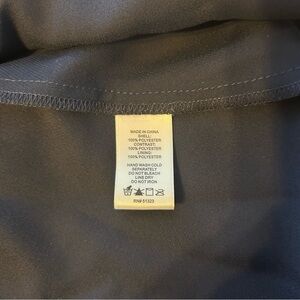 MADE IN CHINA
SHELL:
100% POLYESTER
CONTRAST:
100% POLYESTER
LINING:
100% POLYESTER
HAND WASH COLD
SEPARATELY
DO NOT BLEACH
LINE DRY
DO NOT IRON
RN# 51323